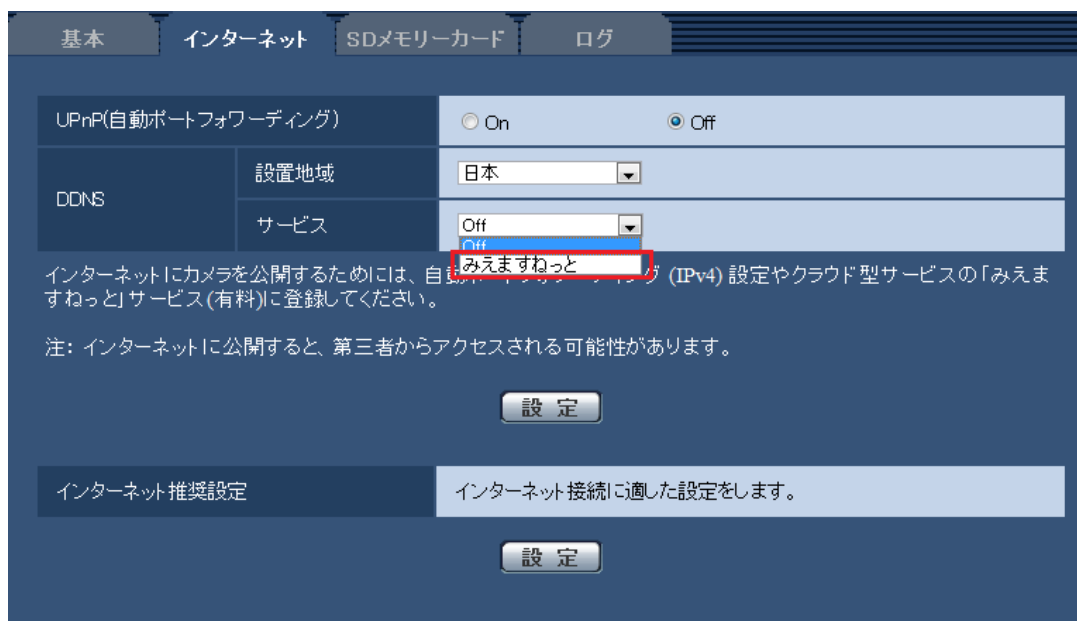 基本 インターネット SDメモリーカード ログ
UPnP(自動ポートフォワーディング) On Off
DDNS 設置地域 日本
サービス Off
Off
みえますねっと
インターネットにカメラを公開するためには、自 (IPv4) 設定やクラウド型サービスの「みえま
すねっと」サービス(有料)に登録してください。
注: インターネットに公開すると、第三者からアクセスされる可能性があります。
設 定
インターネット推奨設定 インターネット接続に適した設定をします。
設 定